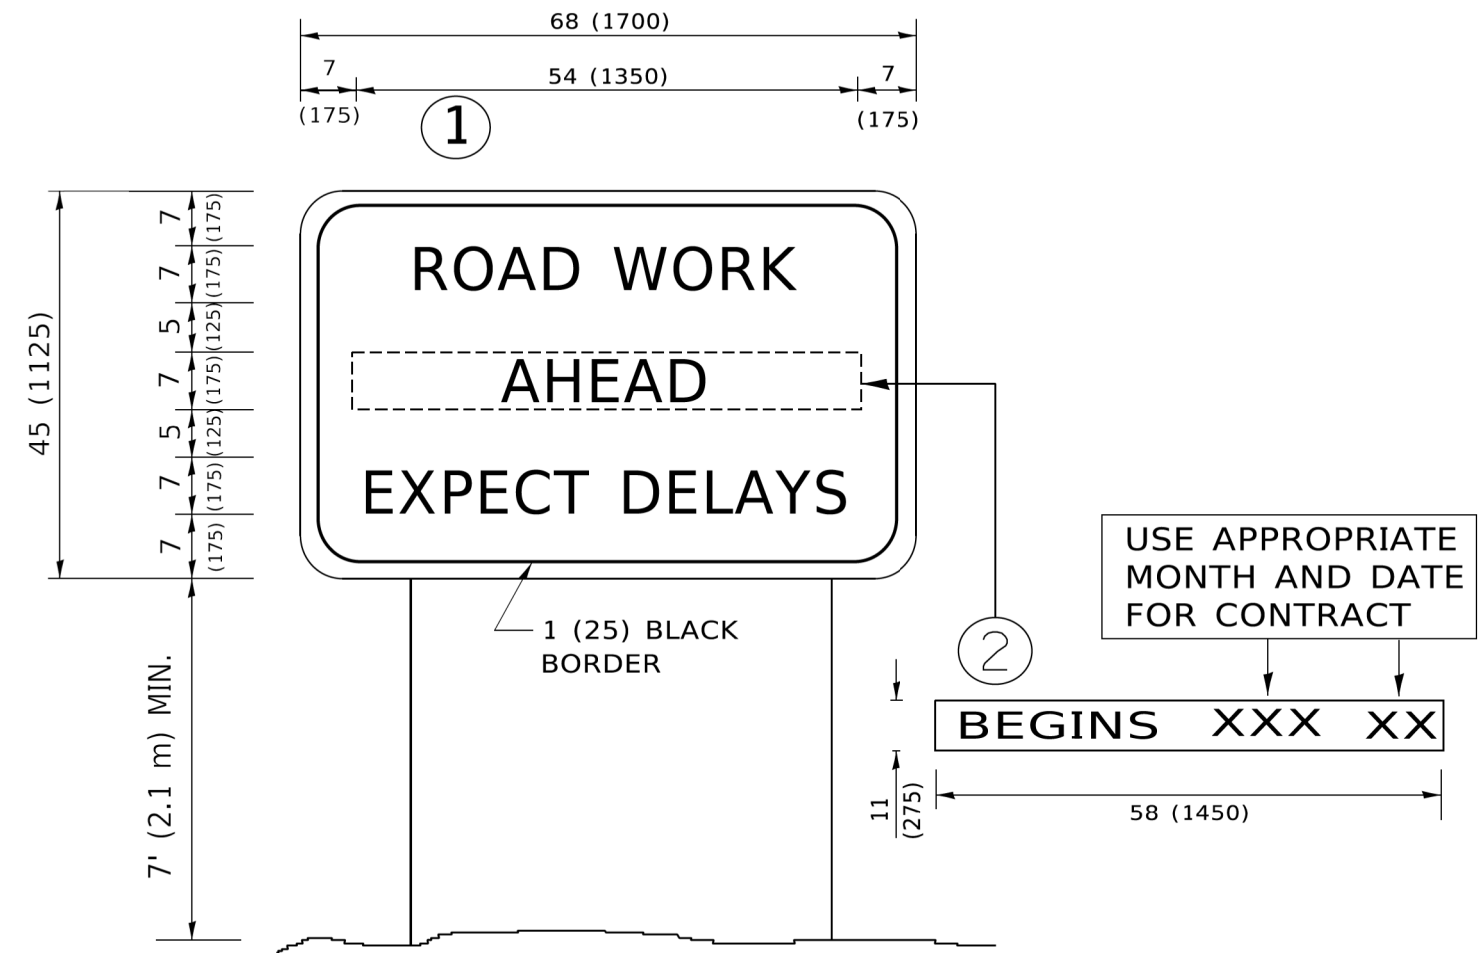 68 (1700)
7
54 (1350)
7
(175)
(175)
1
45 (1125)
7 (175)
7 (175)
5 (125)
7 (175)
5 (125)
7 (175)
7 (175)
ROAD WORK
AHEAD
EXPECT DELAYS
1 (25) BLACK
BORDER
7' (2.1 m) MIN.
USE APPROPRIATE
MONTH AND DATE
FOR CONTRACT
2
BEGINS XXX XX
11
(275)
58 (1450)